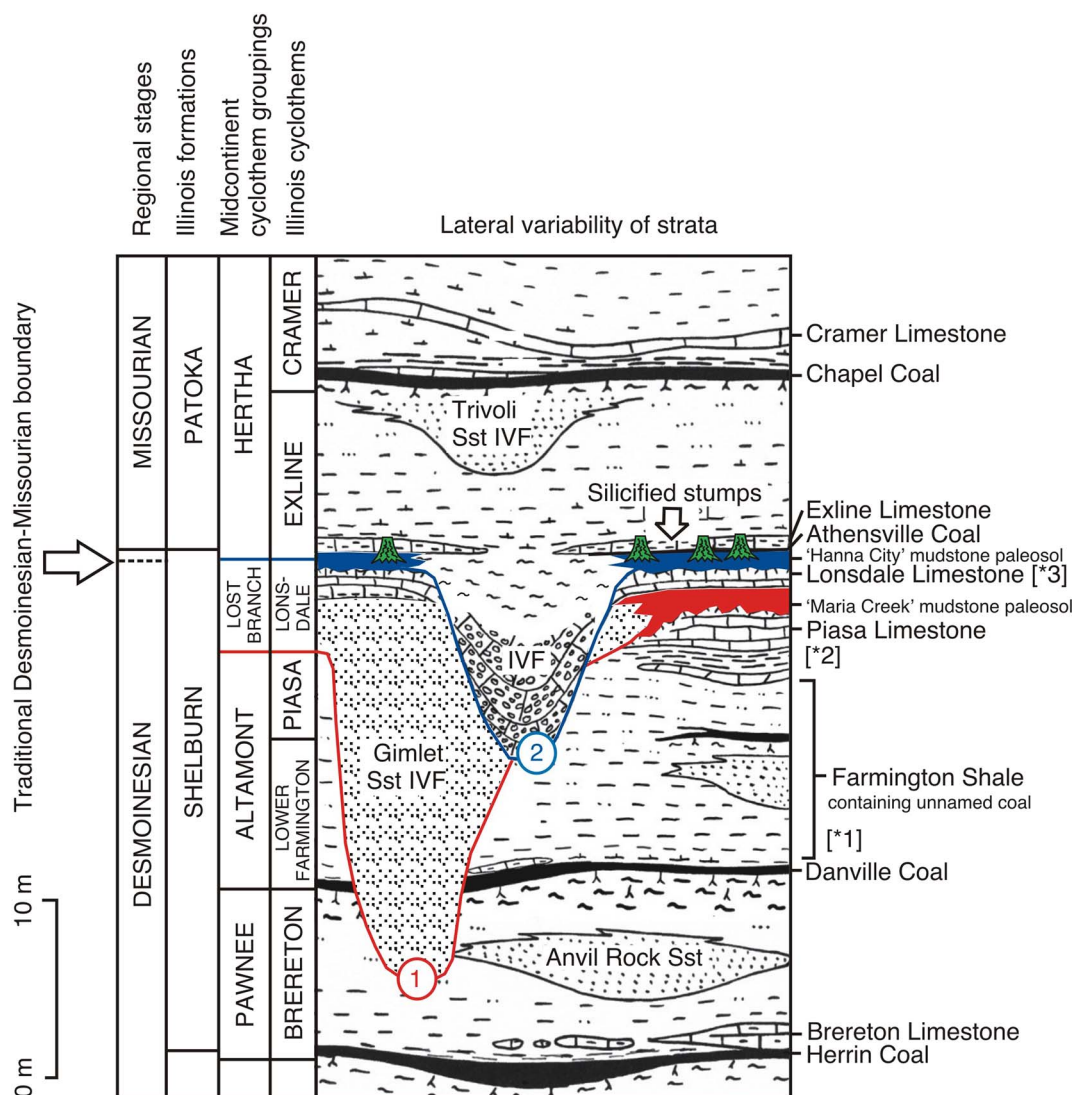 Regional stages
Illinois formations
Midcontinent
cyclothem groupings
Illinois cyclothems
Lateral variability of strata
Traditional Desmoinesian-Missourian boundary
10 m
0 m
MISSOURIAN
DESMOINESIAN
PATOKA
SHELBURN
HERTHA
LOST
BRANCH
ALTAMONT
PAWNEE
CRAMER
EXLINE
LONS-
DALE
PIASA
LOWER
FARMINGTON
BRERETON
Trivoli
Sst IVF
Silicified stumps
IVF
2
Gimlet
Sst IVF
Anvil Rock Sst
1
Cramer Limestone
Chapel Coal
Exline Limestone
Athensville Coal
'Hanna City' mudstone paleosol
Lonsdale Limestone [*3]
'Maria Creek' mudstone paleosol
Piasa Limestone
[*2]
Farmington Shale
containing unnamed coal
[*1]
Danville Coal
Brereton Limestone
Herrin Coal